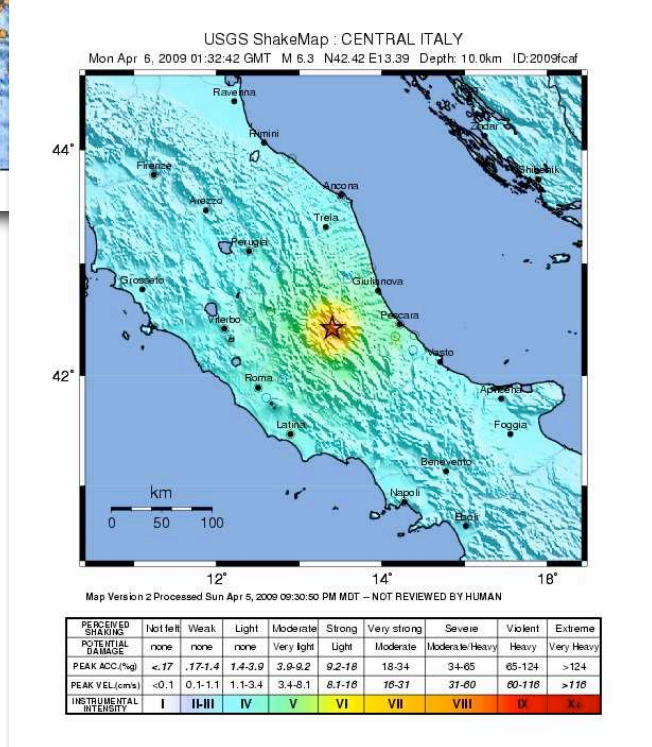 USGS ShakeMap : CENTRAL ITALY
Mon Apr 6, 2009 01:32:42 GMT M 6.3 N42.42 E13.39 Depth: 10.0km ID:2009fcaf
Ravenna
Rimini
Zadar
44°
Firenze
Shibenik
Ancona
Arezzo
Treia
Perugia
Grosseto
Giulianova
Viterbo
Pescara
Vasto
42°
Roma
Apricena
Latina
Foggia
Benevento
km
Napoli
Eboli
0 50 100
12° 14° 18°
Map Version 2 Processed Sun Apr 5, 2009 09:30:50 PM MDT -- NOT REVIEWED BY HUMAN
PERCEIVED SHAKING Not felt Weak Light Moderate Strong Very strong Severe Violent Extreme
POTENTIAL DAMAGE none none none Very light Light Moderate Moderate/Heavy Heavy Very Heavy
PEAK ACC.(%g) <.17 .17-1.4 1.4-3.9 3.9-9.2 9.2-18 18-34 34-65 65-124 >124
PEAK VEL.(cm/s) <0.1 0.1-1.1 1.1-3.4 3.4-8.1 8.1-16 16-31 31-60 60-116 >116
INSTRUMENTAL INTENSITY I II-III IV V VI VII VIII IX X+